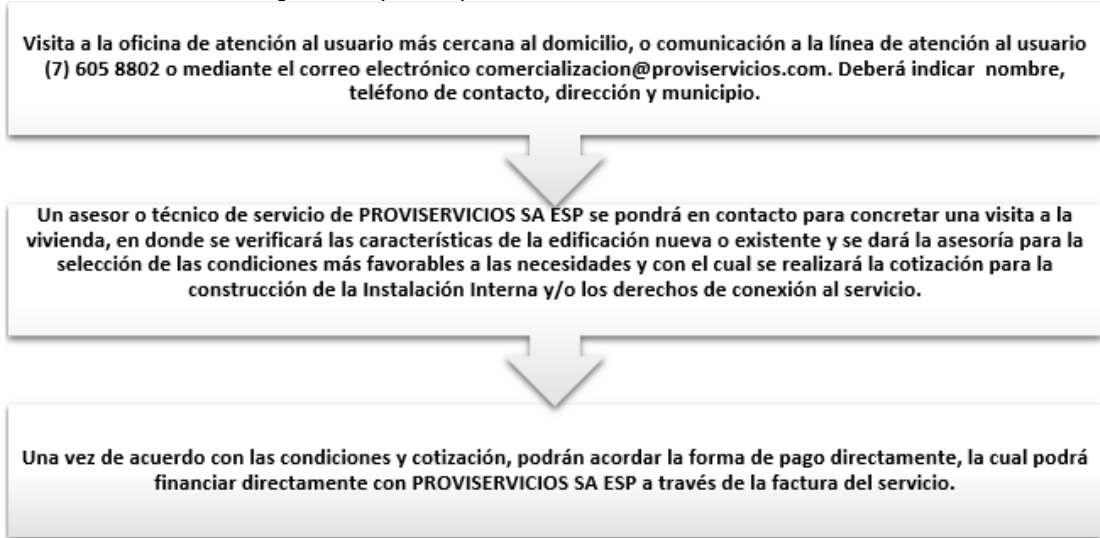 Visita a la oficina de atención al usuario más cercana al domicilio, o comunicación a la línea de atención al usuario
(7) 605 8802 o mediante el correo electrónico comercializacion@proviservicios.com. Deberá indicar nombre,
teléfono de contacto, dirección y municipio.
Un asesor o técnico de servicio de PROVISERVICIOS SA ESP se pondrá en contacto para concretar una visita a la
vivienda, en donde se verificará las características de la edificación nueva o existente y se dará la asesoría para la
selección de las condiciones más favorables a las necesidades y con el cual se realizará la cotización para la
construcción de la Instalación Interna y/o los derechos de conexión al servicio.
Una vez de acuerdo con las condiciones y cotización, podrán acordar la forma de pago directamente, la cual podrá
financiar directamente con PROVISERVICIOS SA ESP a través de la factura del servicio.